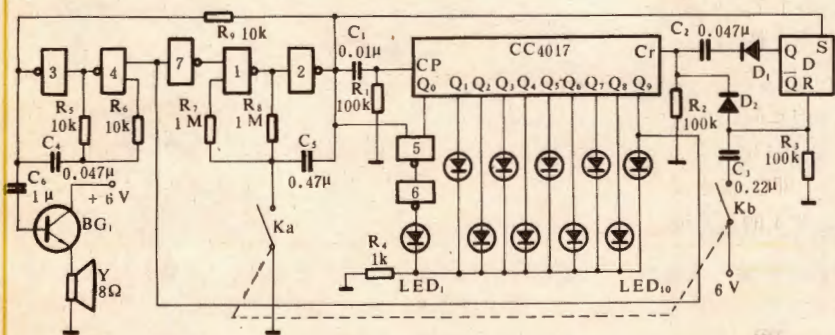 R₉ 10k
C₁
0.01μ
R₁
100k
CC4017
CP
Cr
Q₀ Q₁ Q₂ Q₃ Q₄ Q₅ Q₆ Q₇ Q₈ Q₉
C₂ 0.047μ
D₁
S
Q
D
Q̅ R
3
4
7
1
2
R₅
10k
R₆
10k
R₇
1M
R₈
1M
C₄
0.047μ
C₅
0.47μ
C₆
1μ
+6V
BG₁
Y
8Ω
Ka
5
6
R₄
1k
LED₁
LED₁₀
R₂
100k
D₂
C₃
0.22μ
R₃
100k
Kb
6V